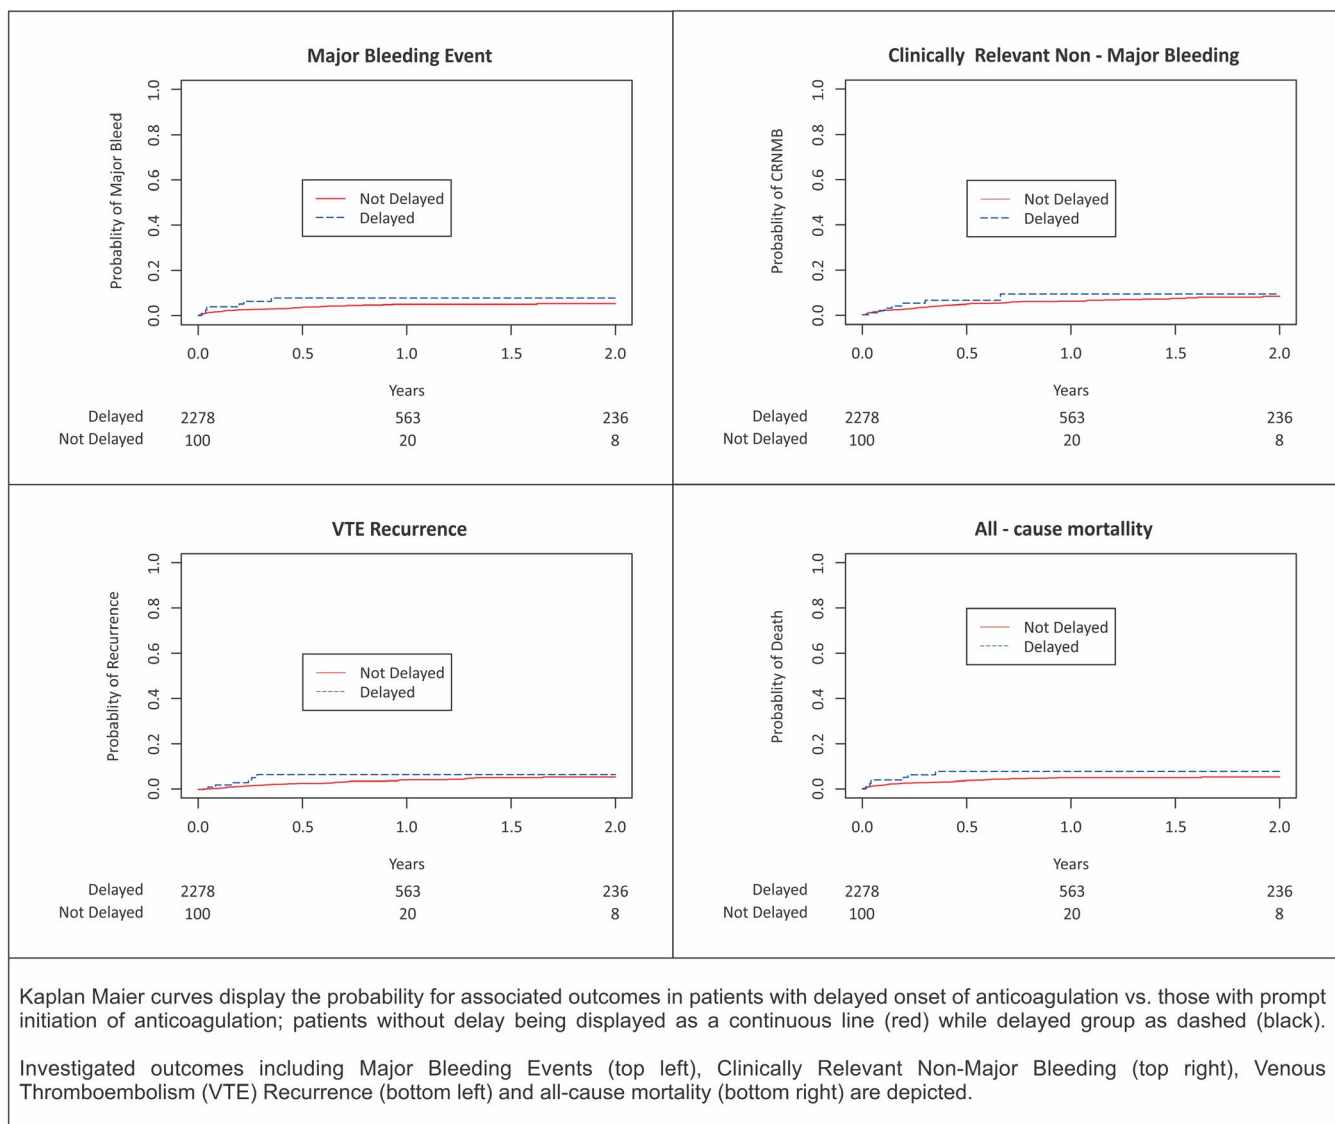 Major Bleeding Event
Probablity of Major Bleed
1.0
0.8
0.6
0.4
0.2
0.0
Not Delayed
Delayed
0.0 0.5 1.0 1.5 2.0
Years
Delayed 2278 563 236
Not Delayed 100 20 8
Clinically Relevant Non - Major Bleeding
Probablity of CRNMB
1.0
0.8
0.6
0.4
0.2
0.0
Not Delayed
Delayed
0.0 0.5 1.0 1.5 2.0
Years
Delayed 2278 563 236
Not Delayed 100 20 8
VTE Recurrence
Probablity of Recurrence
1.0
0.8
0.6
0.4
0.2
0.0
Not Delayed
Delayed
0.0 0.5 1.0 1.5 2.0
Years
Delayed 2278 563 236
Not Delayed 100 20 8
All - cause mortallity
Probablity of Death
1.0
0.8
0.6
0.4
0.2
0.0
Not Delayed
Delayed
0.0 0.5 1.0 1.5 2.0
Years
Delayed 2278 563 236
Not Delayed 100 20 8
Kaplan Maier curves display the probability for associated outcomes in patients with delayed onset of anticoagulation vs. those with prompt
initiation of anticoagulation; patients without delay being displayed as a continuous line (red) while delayed group as dashed (black).
Investigated outcomes including Major Bleeding Events (top left), Clinically Relevant Non-Major Bleeding (top right), Venous
Thromboembolism (VTE) Recurrence (bottom left) and all-cause mortality (bottom right) are depicted.